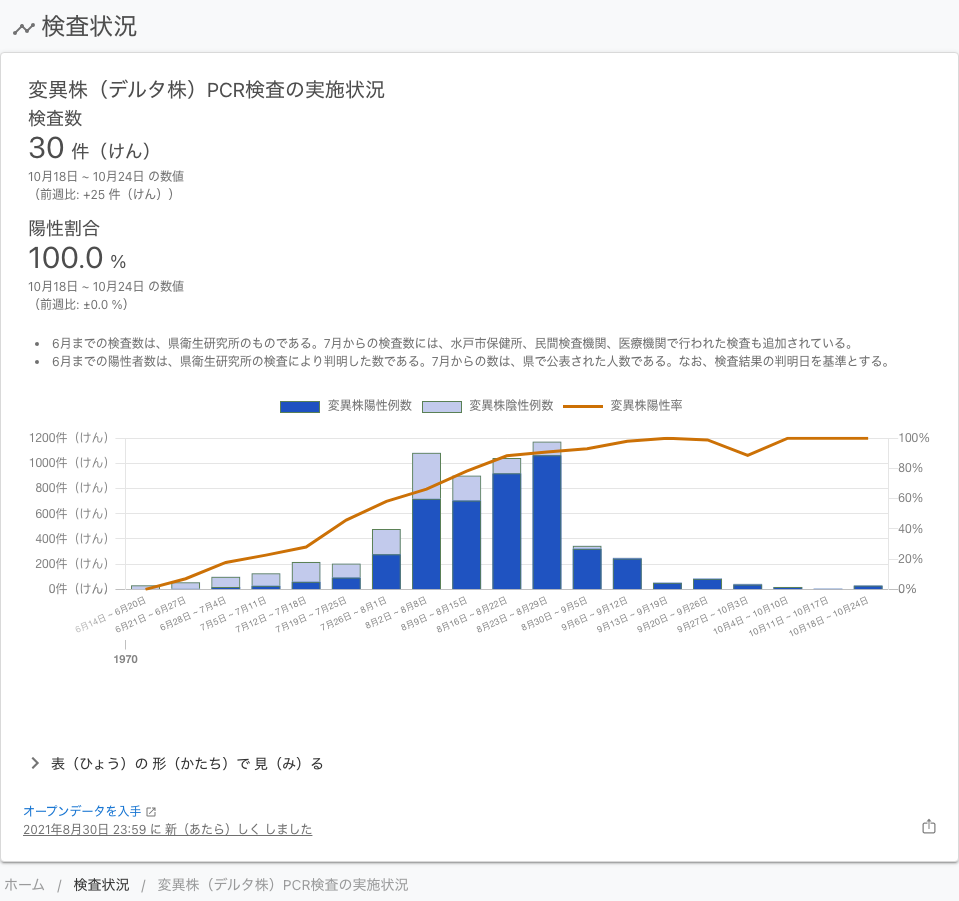 検査状況
変異株（デルタ株）PCR検査の実施状況
検査数
30 件（けん）
10月18日 ~ 10月24日 の数値
（前週比: +25 件（けん））
陽性割合
100.0 %
10月18日 ~ 10月24日 の数値
（前週比: ±0.0 %）
• 6月までの検査数は、県衛生研究所のものである。7月からの検査数には、水戸市保健所、民間検査機関、医療機関で行われた検査も追加されている。
• 6月までの陽性者数は、県衛生研究所の検査により判明した数である。7月からの数は、県で公表された人数である。なお、検査結果の判明日を基準とする。
変異株陽性例数 変異株陰性例数 変異株陽性率
1200件（けん）
1000件（けん）
800件（けん）
600件（けん）
400件（けん）
200件（けん）
0件（けん）
100%
80%
60%
40%
20%
0%
6月14日 ~ 6月20日
6月21日 ~ 6月27日
6月28日 ~ 7月4日
7月5日 ~ 7月11日
7月12日 ~ 7月18日
7月19日 ~ 7月25日
7月26日 ~ 8月1日
8月2日 ~ 8月8日
8月9日 ~ 8月15日
8月16日 ~ 8月22日
8月23日 ~ 8月29日
8月30日 ~ 9月5日
9月6日 ~ 9月12日
9月13日 ~ 9月19日
9月20日 ~ 9月26日
9月27日 ~ 10月3日
10月4日 ~ 10月10日
10月11日 ~ 10月17日
10月18日 ~ 10月24日
1970
表（ひょう）の 形（かたち）で 見（み）る
オープンデータを入手
2021年8月30日 23:59 に 新（あたら）しく しました
ホーム / 検査状況 / 変異株（デルタ株）PCR検査の実施状況